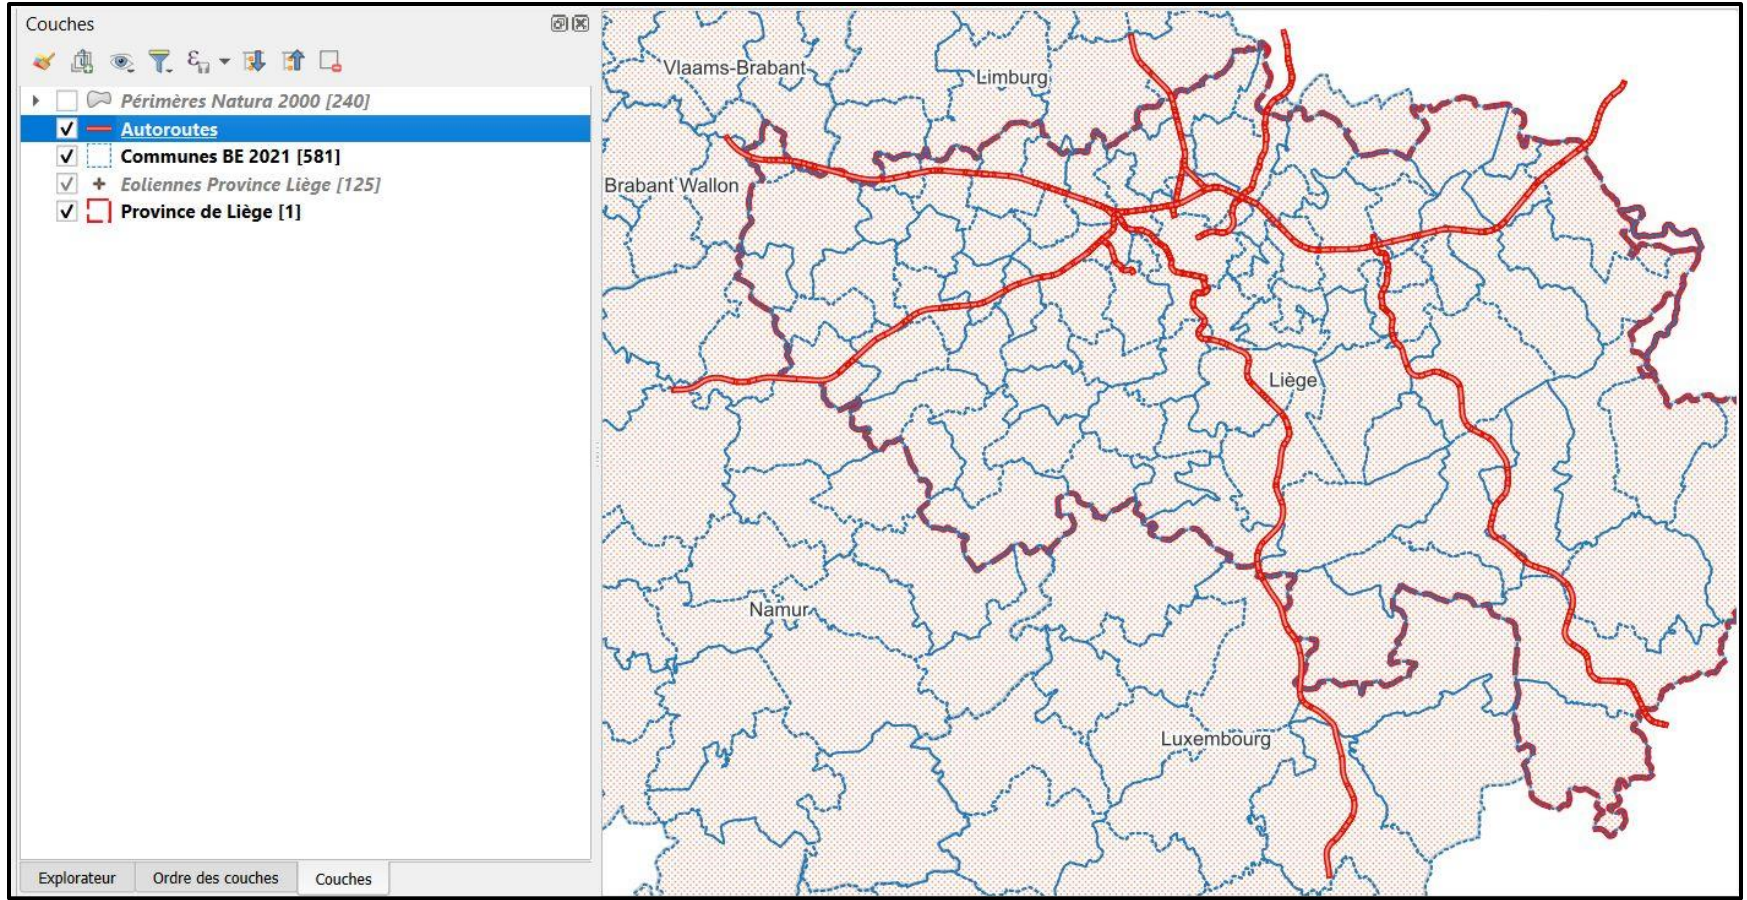 Couches
Périmères Natura 2000 [240]
Autoroutes
Communes BE 2021 [581]
Eoliennes Province Liège [125]
Province de Liège [1]
Explorateur
Ordre des couches
Couches
Vlaams-Brabant
Limburg
Brabant Wallon
Liège
Namur
Luxembourg